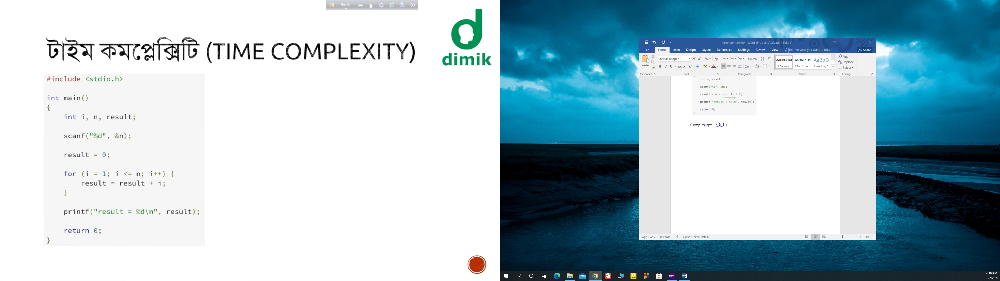 English
টাইম কমপ্লেক্সিটি (TIME COMPLEXITY)
dimik
#include <stdio.h>
int main()
{
int i, n, result;
scanf("%d", &n);
result = 0;
for (i = 1; i <= n; i++) {
result = result + i;
}
printf("result = %d\n", result);
return 0;
}
time complexity - Word (Product Activation Failed)
File Home Insert Design Layout References Mailings Review View Tell me what you want to do... Share
Paste
Shonar Bangl 18 Aa
B I U abc X₂ X²
AaBbCcDd AaBbCcDd AaBbCc
¶ Normal ¶ No Spac... Heading 1
Find
Replace
Select
Clipboard Font Paragraph Styles Editing
int n, result;
scanf("%d", &n);
result = n * (n + 1) / 2;
printf("result = %d\n", result);
return 0;
}
Complexity= O(1)
Page 3 of 5 38 words English (United States) 80%
NZXT
4:10 PM
9/22/2022